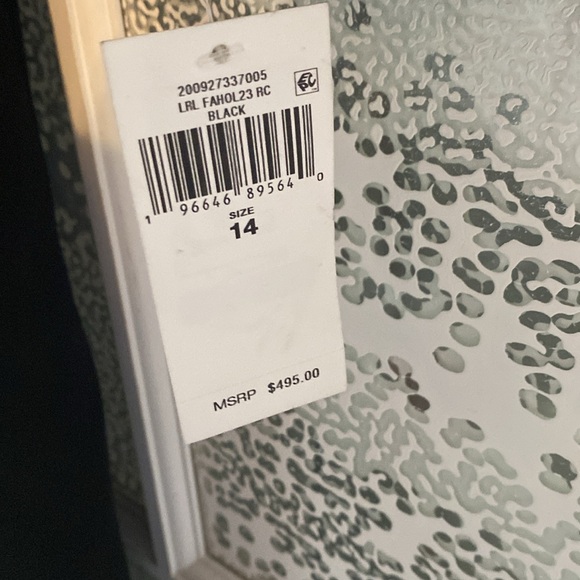 200927337005
LRL FAHOL23 RC
BLACK
1 96646 89564 0
SIZE
14
MSRP $495.00